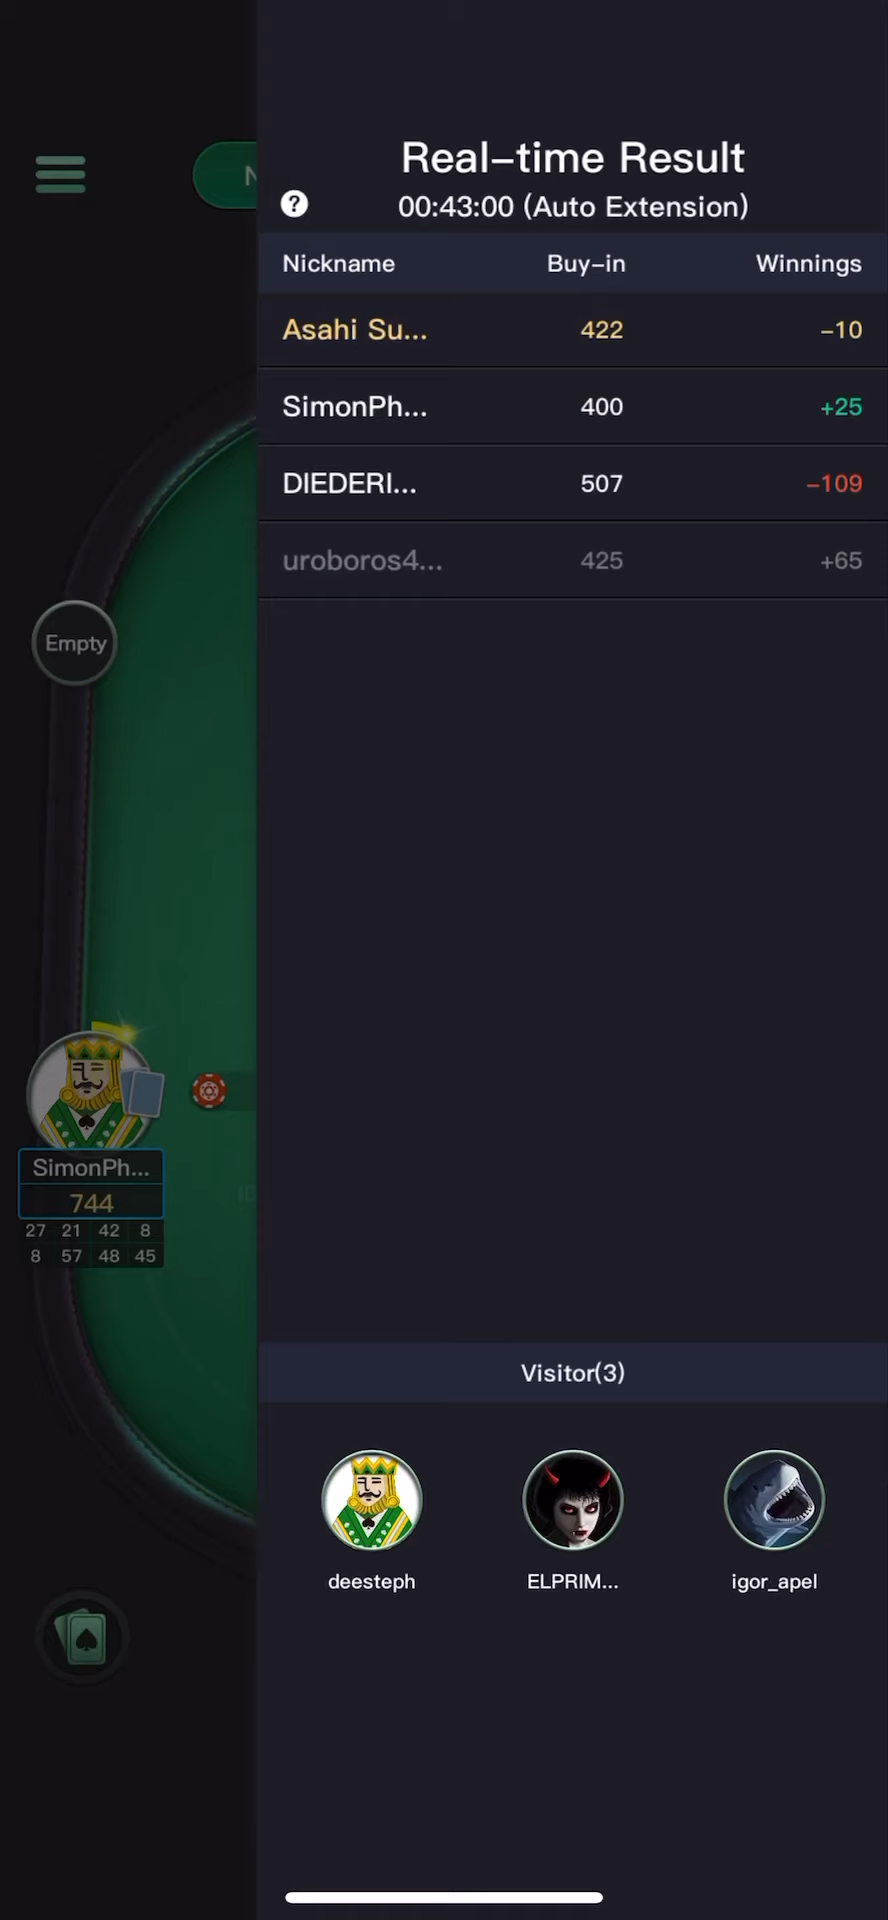 Real-time Result
00:43:00 (Auto Extension)
Nickname Buy-in Winnings
Asahi Su... 422 -10
SimonPh... 400 +25
DIEDERI... 507 -109
uroboros4... 425 +65
Empty
SimonPh...
744
27 21 42 8
8 57 48 45
Visitor(3)
deesteph ELPRIM... igor_apel